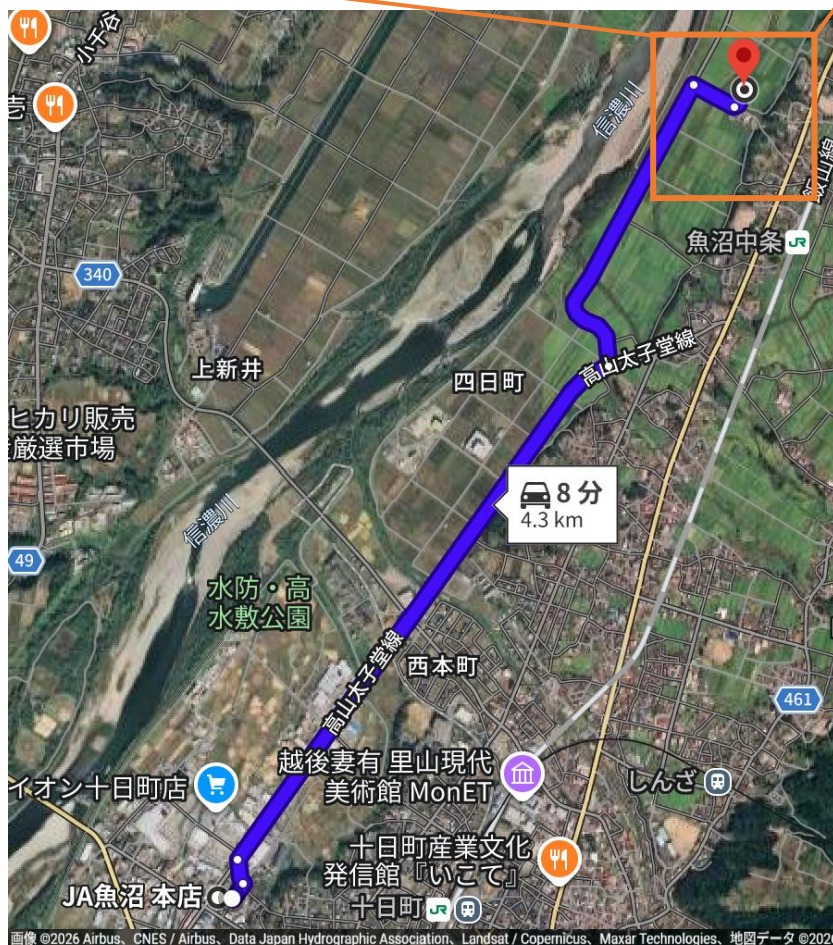 小千谷
壱
信濃川
飯山線
魚沼中条
340
上新井
四日町
高山太子堂線
ヒカリ販売
厳選市場
8 分
4.3 km
信濃川
49
水防・高
水敷公園
高山太子堂線
西本町
461
越後妻有 里山現代
美術館 MonET
しんざ
イオン十日町店
十日町産業文化
発信館『いこて』
JA魚沼 本店
十日町
画像 ©2026 Airbus、CNES / Airbus、Data Japan Hydrographic Association、Landsat / Copernicus、Maxar Technologies、地図データ ©202